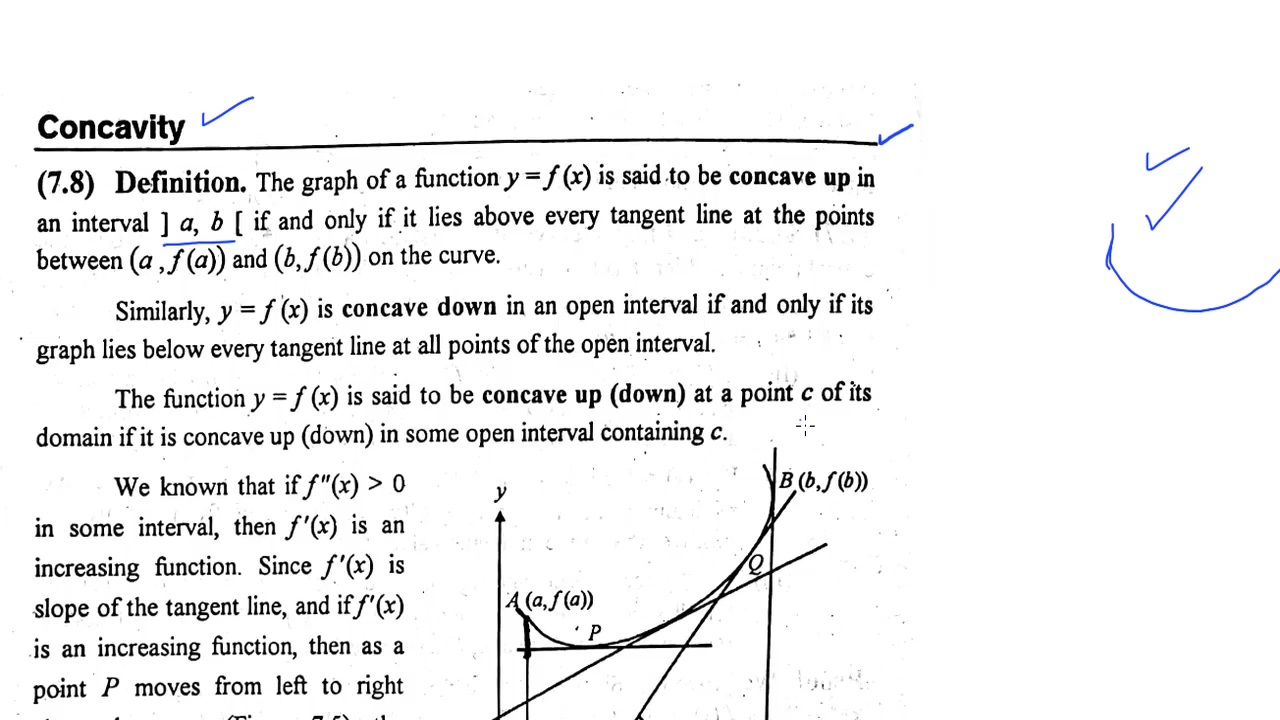 Concavity
(7.8) Definition. The graph of a function y = f (x) is said to be concave up in
an interval ] a, b [ if and only if it lies above every tangent line at the points
between (a , f (a)) and (b, f (b)) on the curve.
Similarly, y = f (x) is concave down in an open interval if and only if its
graph lies below every tangent line at all points of the open interval.
The function y = f (x) is said to be concave up (down) at a point c of its
domain if it is concave up (down) in some open interval containing c.
We known that if f "(x) > 0
in some interval, then f '(x) is an
increasing function. Since f '(x) is
slope of the tangent line, and if f '(x)
is an increasing function, then as a
point P moves from left to right
y
B (b, f (b))
Q
A (a, f (a))
P